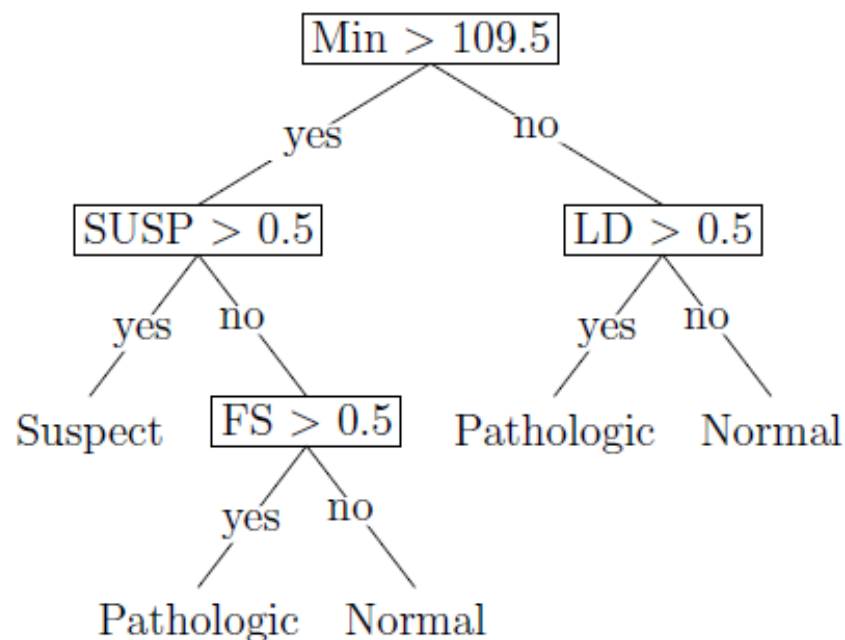 Min > 109.5
yes
no
SUSP > 0.5
LD > 0.5
yes
no
yes
no
Suspect
FS > 0.5
Pathologic
Normal
yes
no
Pathologic
Normal